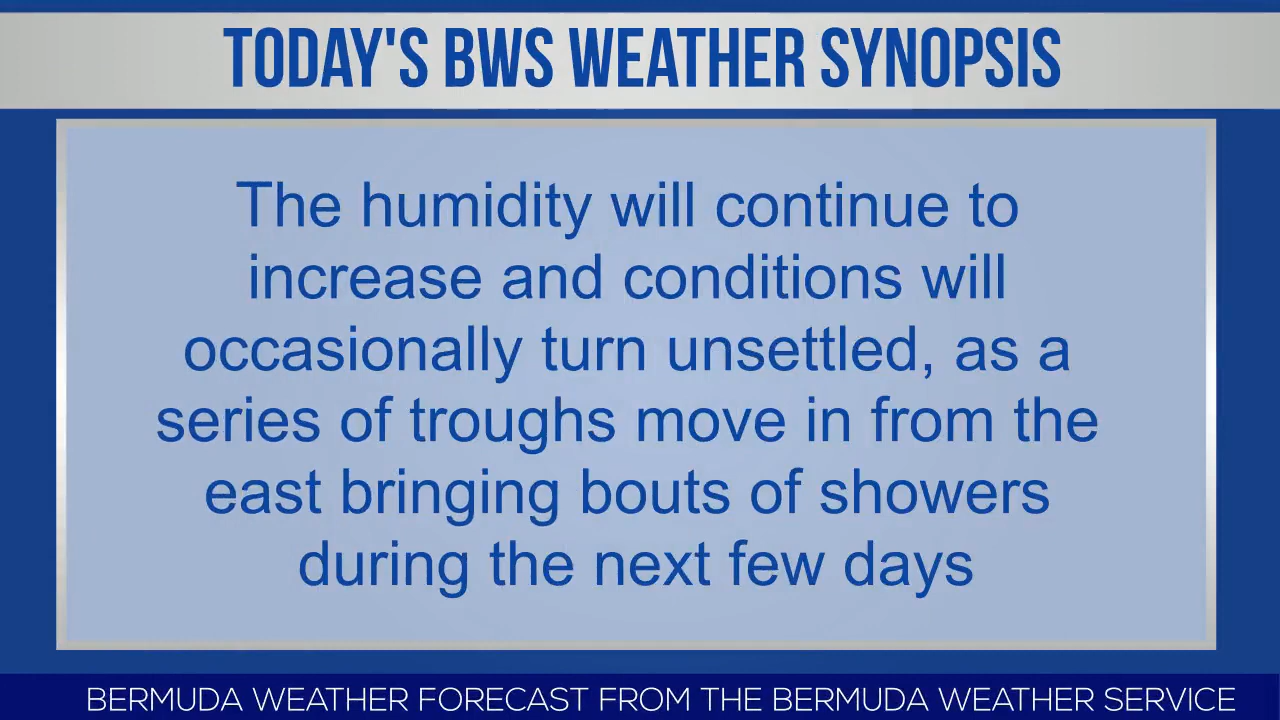 TODAY'S BWS WEATHER SYNOPSIS
The humidity will continue to
increase and conditions will
occasionally turn unsettled, as a
series of troughs move in from the
east bringing bouts of showers
during the next few days
BERMUDA WEATHER FORECAST FROM THE BERMUDA WEATHER SERVICE